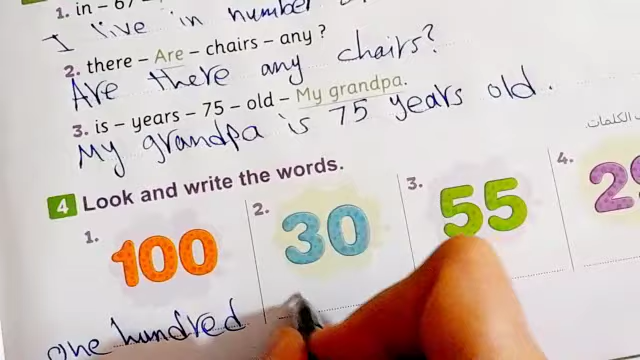 1. in – 67
I live in number
2. there – Are – chairs – any ?
Are there any chairs?
3. is – years – 75 – old – My grandpa.
My grandpa is 75 years old.
الكلمات.
4 Look and write the words.
1. 2. 3. 4.
100 30 55 29
one hundred